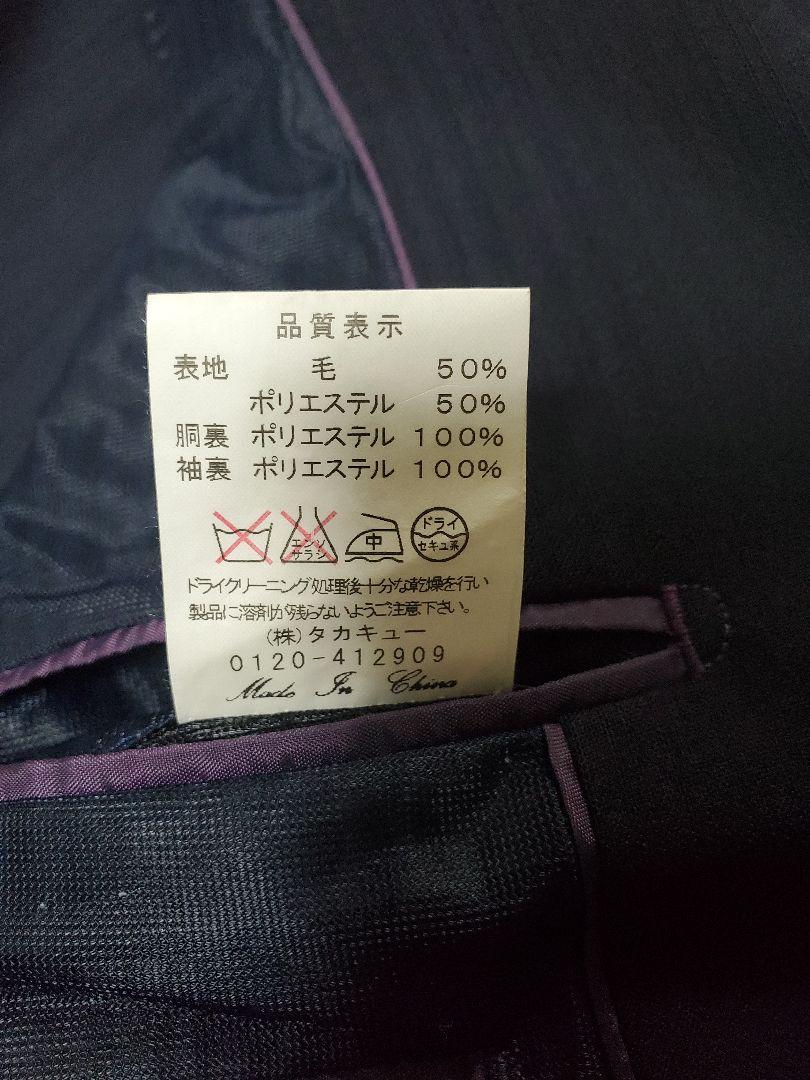 品質表示
表地 毛 50%
ポリエステル 50%
胴裏 ポリエステル 100%
袖裏 ポリエステル 100%
エンソサラシ 中 ドライ セキユ系
ドライクリーニング処理後十分な乾燥を行い
製品に溶剤が残らないようご注意下さい。
(株)タカキュー
0120-412909
Made In China